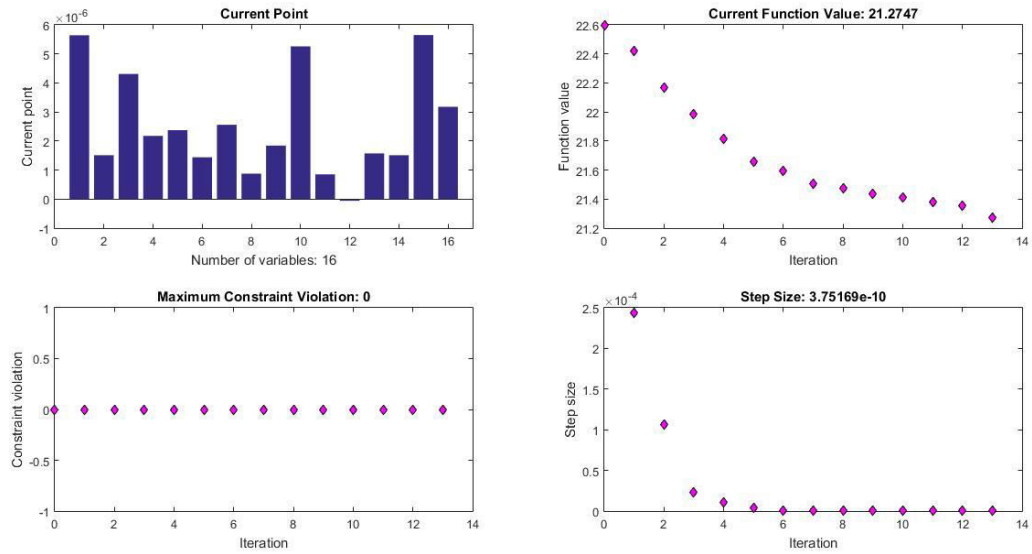 Current Point
×10⁻⁶
6
5
4
3
2
1
0
-1
Current point
0 2 4 6 8 10 12 14 16
Number of variables: 16
Current Function Value: 21.2747
22.6
22.4
22.2
22
21.8
21.6
21.4
21.2
Function value
0 2 4 6 8 10 12 14
Iteration
Maximum Constraint Violation: 0
1
0.5
0
-0.5
-1
Constraint violation
0 2 4 6 8 10 12 14
Iteration
Step Size: 3.75169e-10
×10⁻⁴
2.5
2
1.5
1
0.5
0
Step size
0 2 4 6 8 10 12 14
Iteration